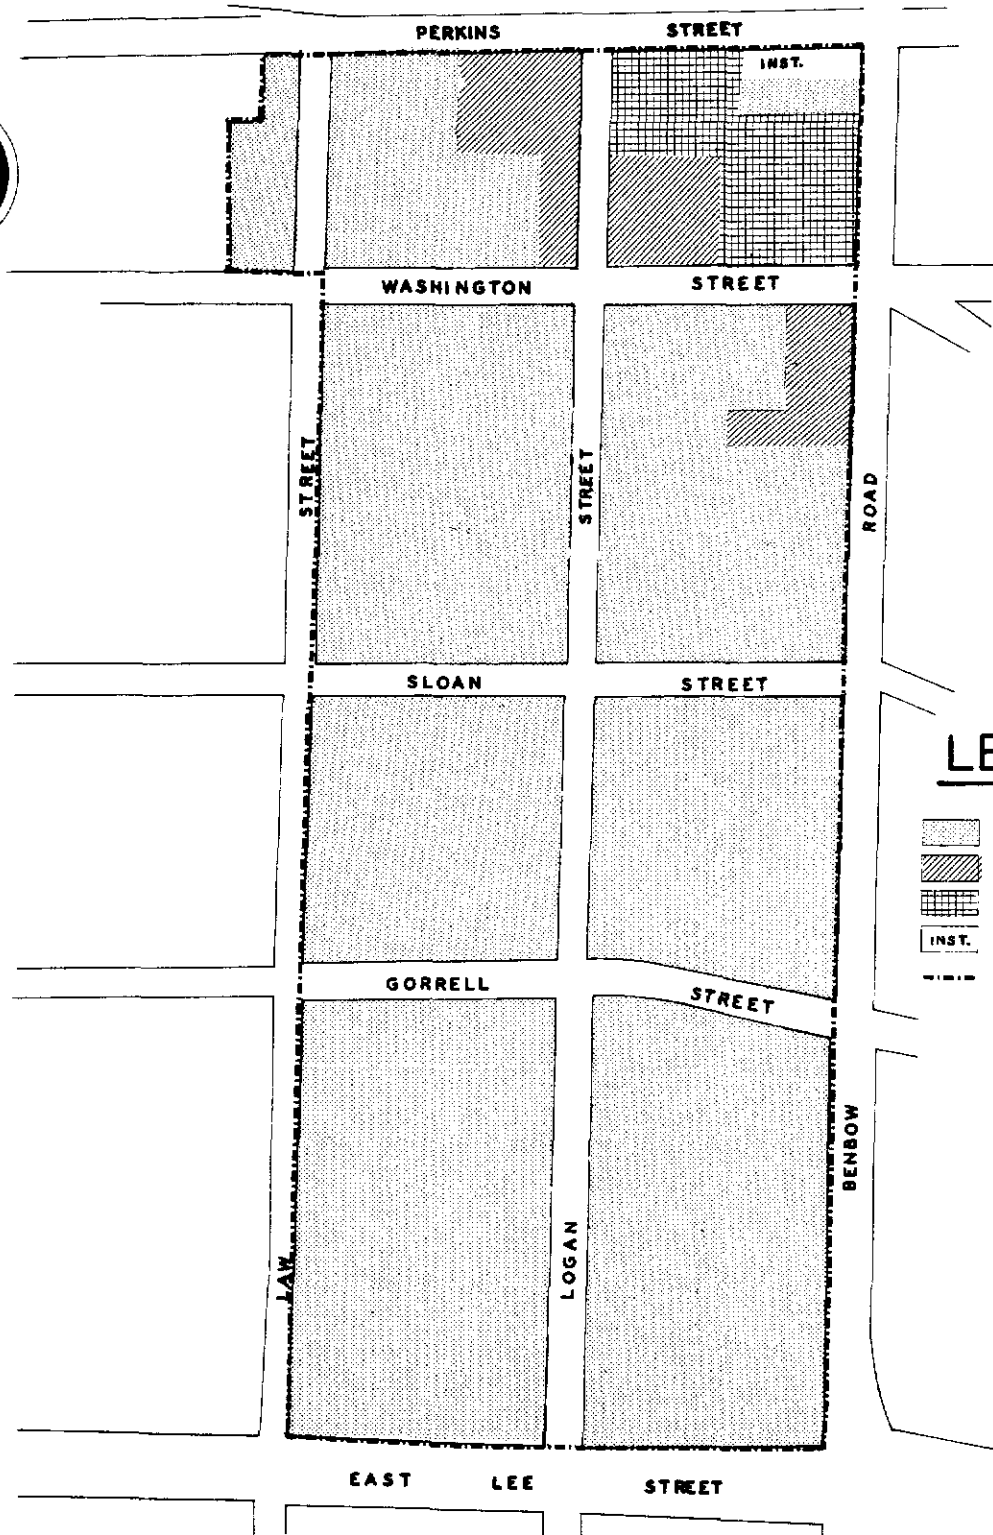 PERKINS STREET
INST.
WASHINGTON STREET
STREET
STREET
ROAD
SLOAN STREET
LE
INST.
GORRELL STREET
BENBOW
LOGAN
LAW
EAST LEE STREET